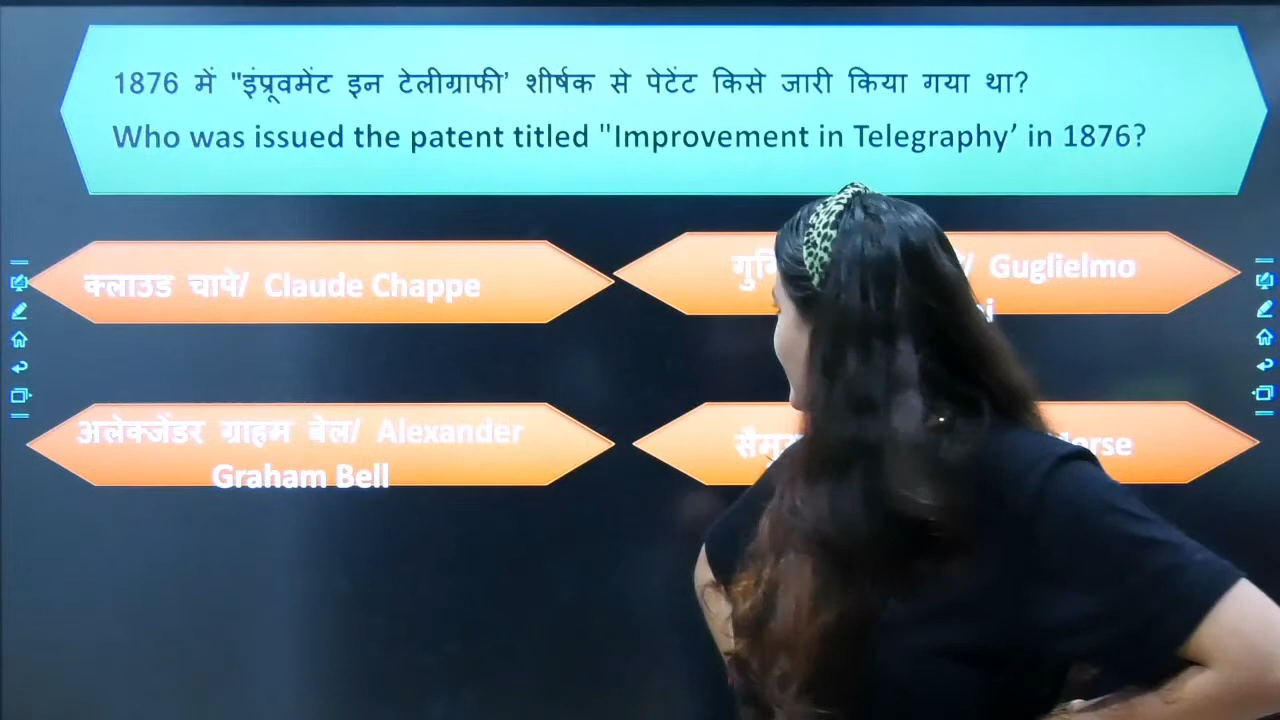 1876 में "इंप्रूवमेंट इन टेलीग्राफी’ शीर्षक से पेटेंट किसे जारी किया गया था?
Who was issued the patent titled "Improvement in Telegraphy’ in 1876?
क्लाउड चापे/ Claude Chappe
Guglielmo
अलेक्जेंडर ग्राहम बेल/ Alexander
Graham Bell